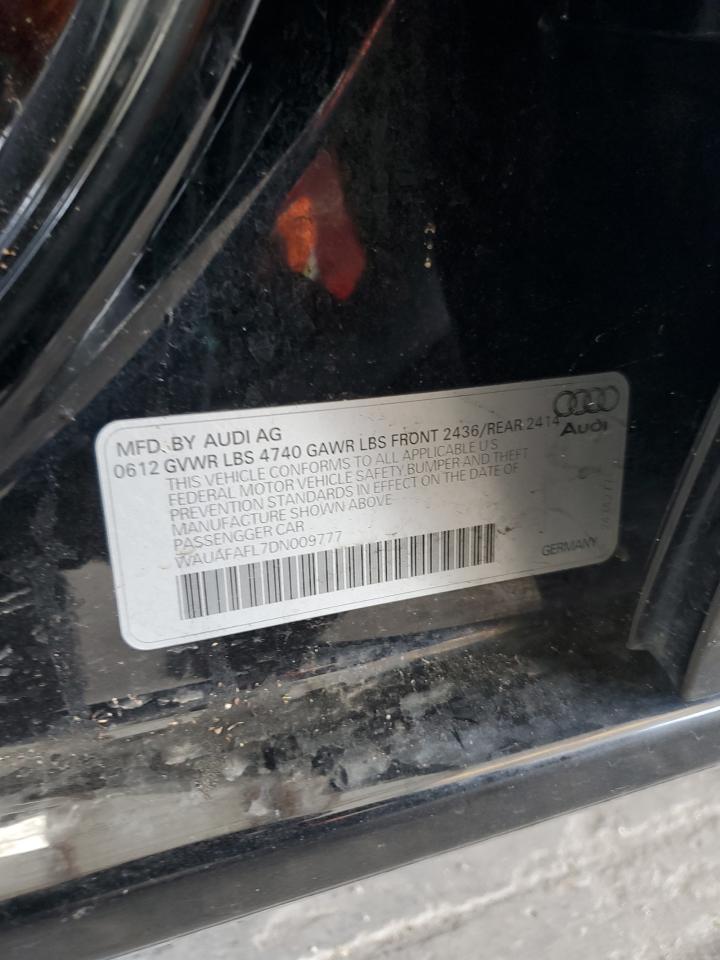 MFD. BY AUDI AG
0612 GVWR LBS 4740 GAWR LBS FRONT 2436/REAR 2414
THIS VEHICLE CONFORMS TO ALL APPLICABLE U.S.
FEDERAL MOTOR VEHICLE SAFETY, BUMPER AND THEFT
PREVENTION STANDARDS IN EFFECT ON THE DATE OF
MANUFACTURE SHOWN ABOVE
PASSENGER CAR
WAUAFAFL7DN009777
Audi
GERMANY